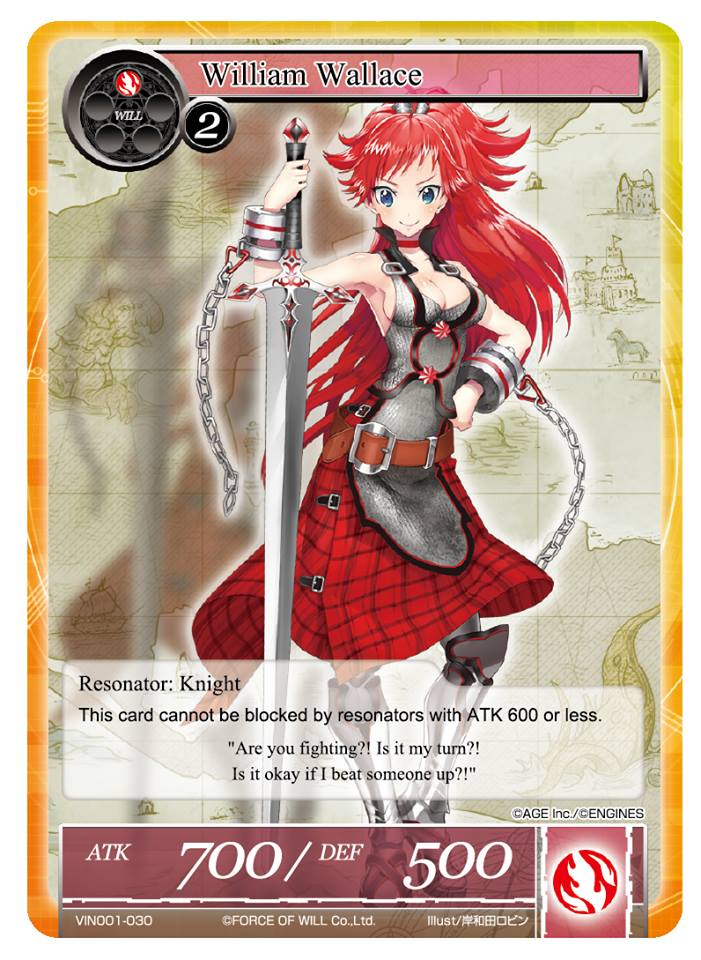 William Wallace
WILL
2
Resonator: Knight
This card cannot be blocked by resonators with ATK 600 or less.
"Are you fighting?! Is it my turn?!
Is it okay if I beat someone up?!"
©AGE Inc./©ENGINES
ATK 700 / DEF 500
VIN001-030 ©FORCE OF WILL Co.,Ltd. Illust/岸和田ロビン